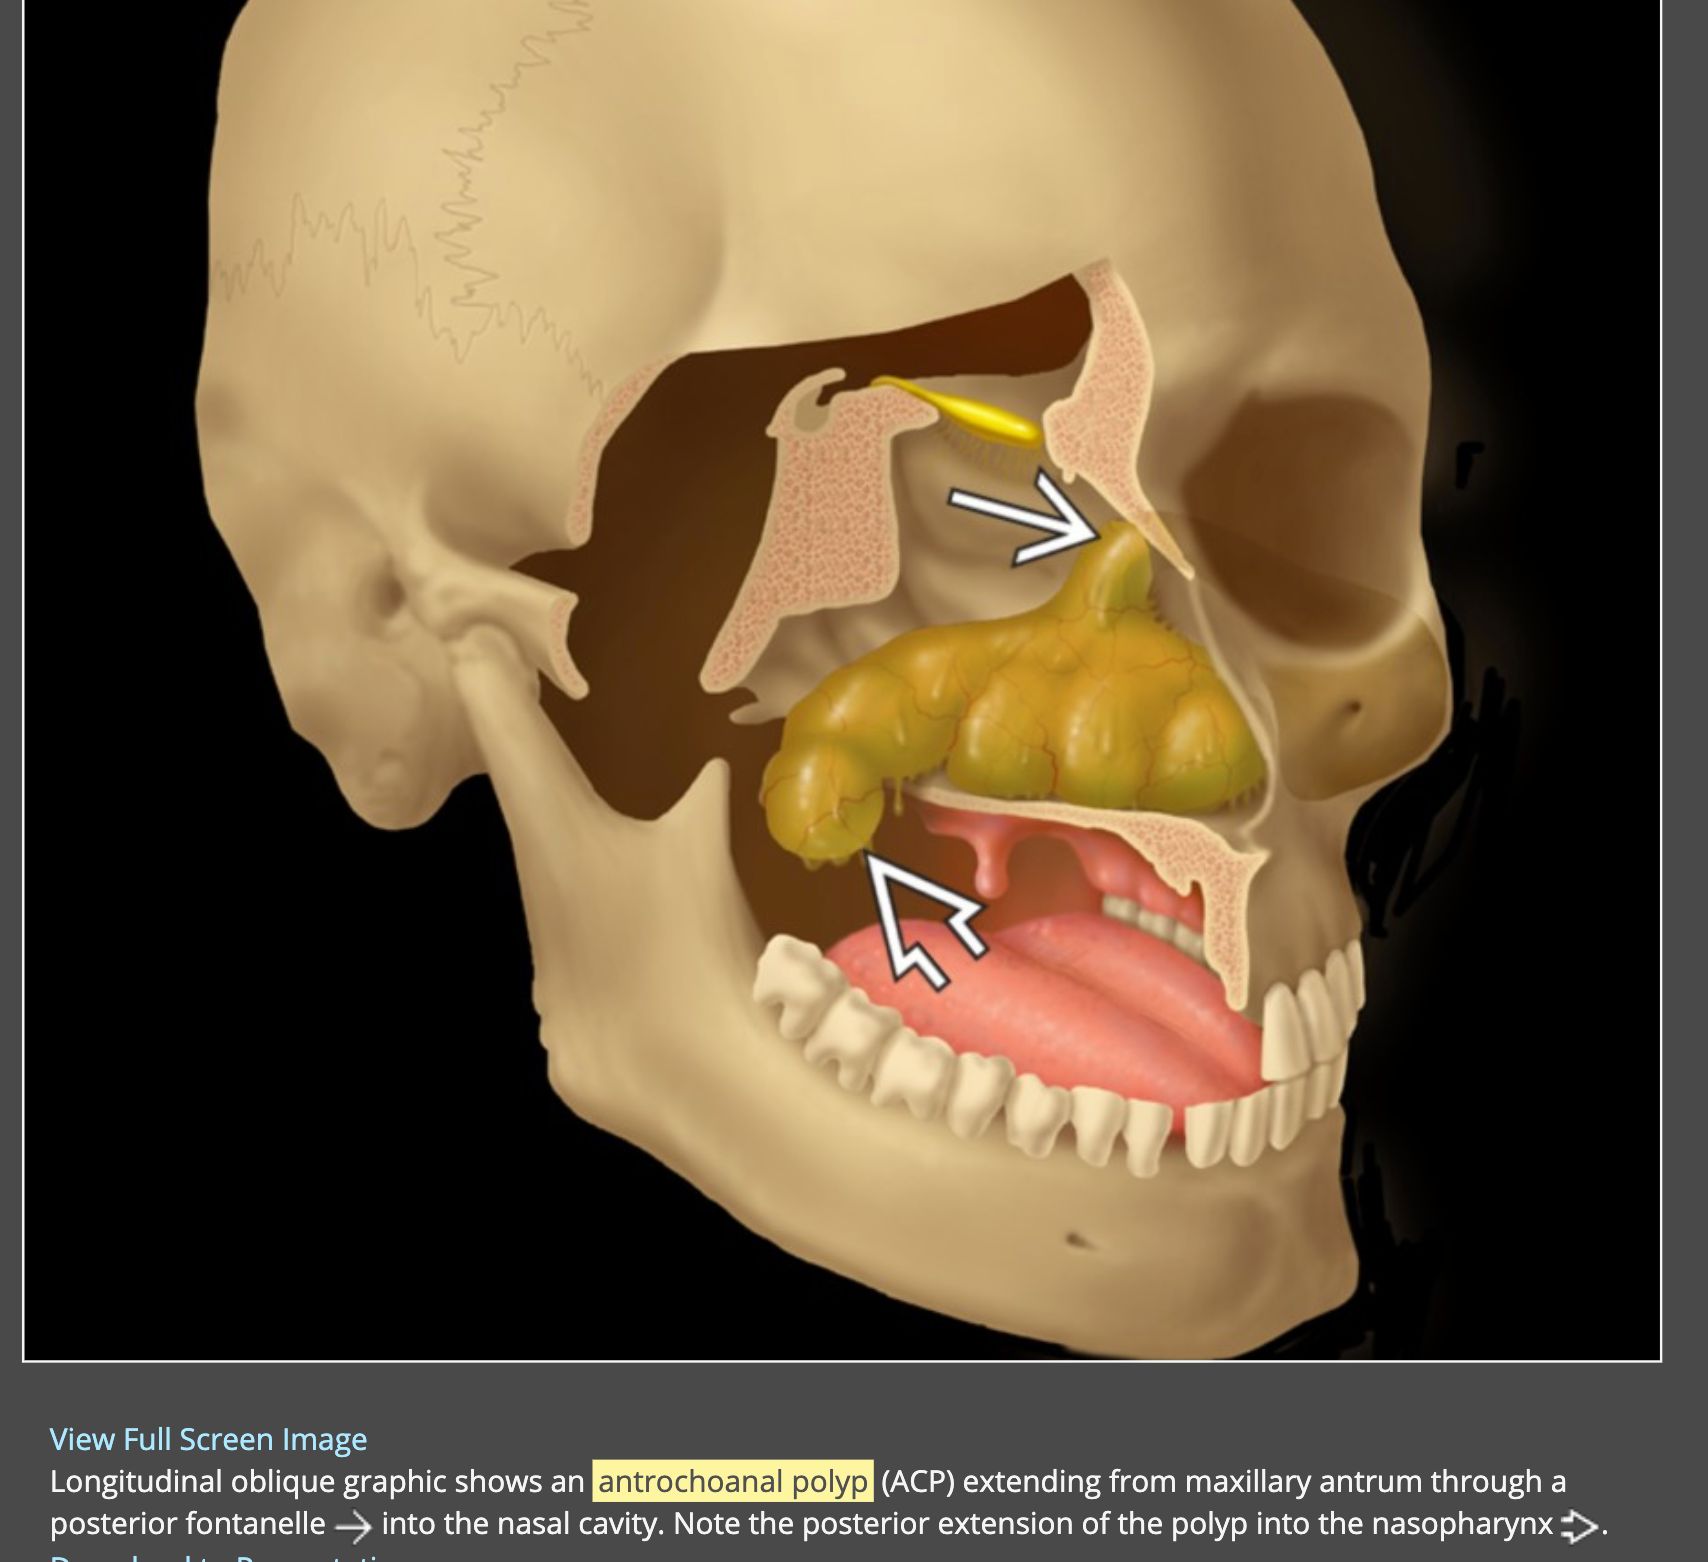 View Full Screen Image
Longitudinal oblique graphic shows an antrochoanal polyp (ACP) extending from maxillary antrum through a
posterior fontanelle into the nasal cavity. Note the posterior extension of the polyp into the nasopharynx .